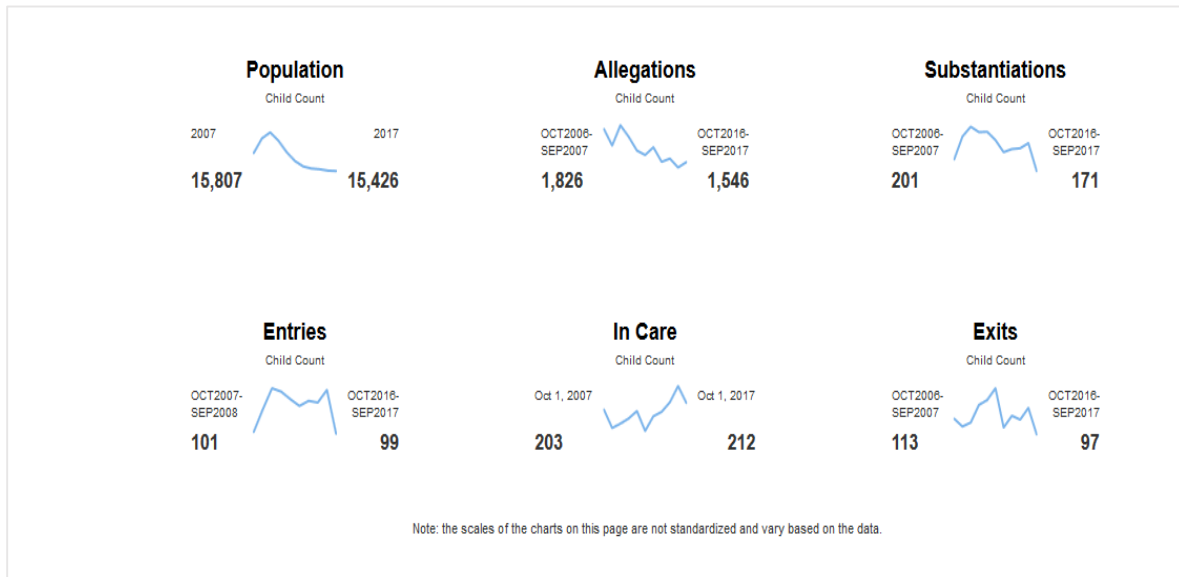 Population
Child Count
2007
2017
15,807
15,426
Allegations
Child Count
OCT2006-
SEP2007
OCT2016-
SEP2017
1,826
1,546
Substantiations
Child Count
OCT2006-
SEP2007
OCT2016-
SEP2017
201
171
Entries
Child Count
OCT2007-
SEP2008
OCT2016-
SEP2017
101
99
In Care
Child Count
Oct 1, 2007
Oct 1, 2017
203
212
Exits
Child Count
OCT2006-
SEP2007
OCT2016-
SEP2017
113
97
Note: the scales of the charts on this page are not standardized and vary based on the data.